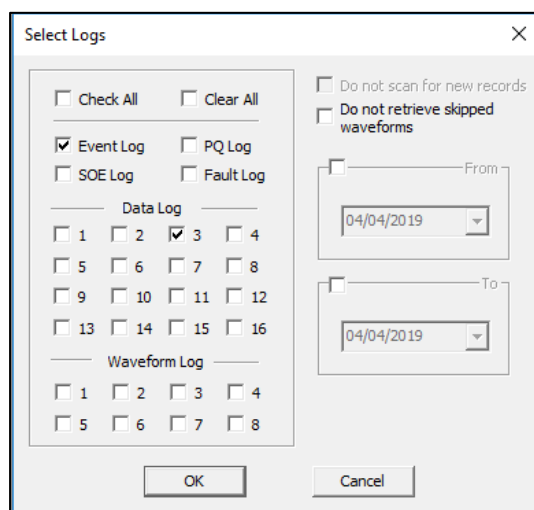 Select Logs
Check All Clear All
Event Log PQ Log
SOE Log Fault Log
Data Log
1 2 3 4
5 6 7 8
9 10 11 12
13 14 15 16
Waveform Log
1 2 3 4
5 6 7 8
Do not scan for new records
Do not retrieve skipped
waveforms
From
04/04/2019
To
04/04/2019
OK Cancel